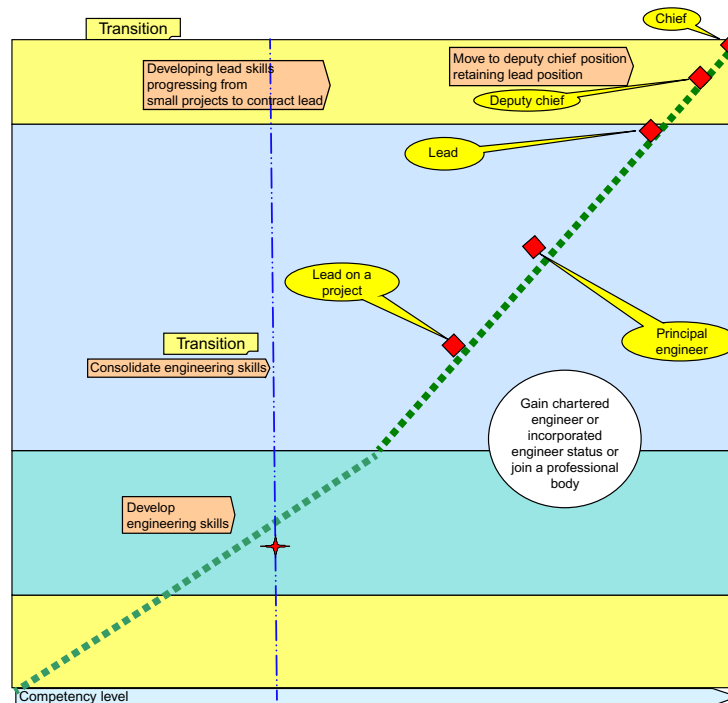 Chief
Transition
Developing lead skills
progressing from
small projects to contract lead
Move to deputy chief position
retaining lead position
Deputy chief
Lead
Lead on a
project
Principal
engineer
Transition
Consolidate engineering skills
Gain chartered
engineer or
incorporated
engineer status or
join a professional
body
Develop
engineering skills
Competency level